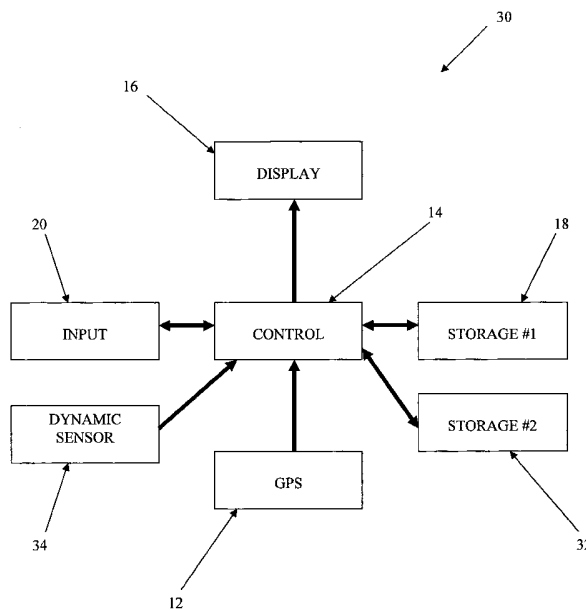 30
16
DISPLAY
20
14
18
INPUT
CONTROL
STORAGE #1
DYNAMIC
SENSOR
STORAGE #2
GPS
34
12